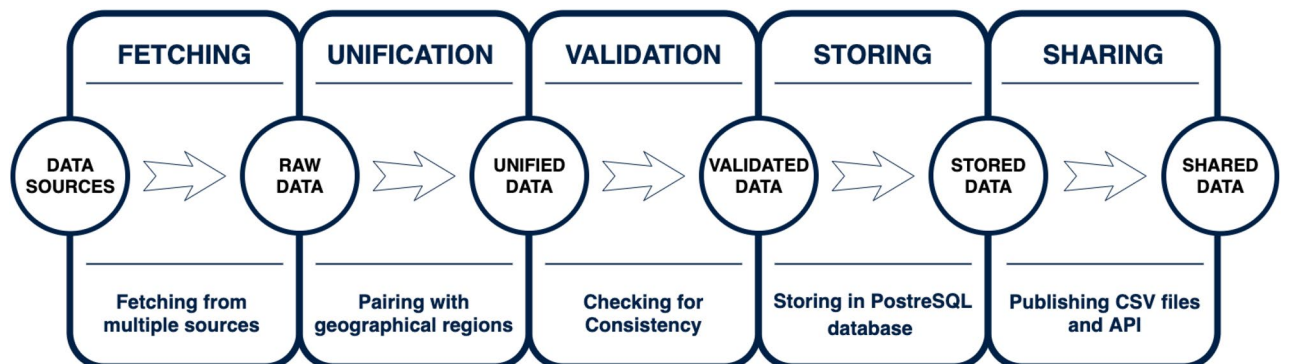 FETCHING
UNIFICATION
VALIDATION
STORING
SHARING
DATA
SOURCES
RAW
DATA
UNIFIED
DATA
VALIDATED
DATA
STORED
DATA
SHARED
DATA
Fetching from
multiple sources
Pairing with
geographical regions
Checking for
Consistency
Storing in PostreSQL
database
Publishing CSV files
and API